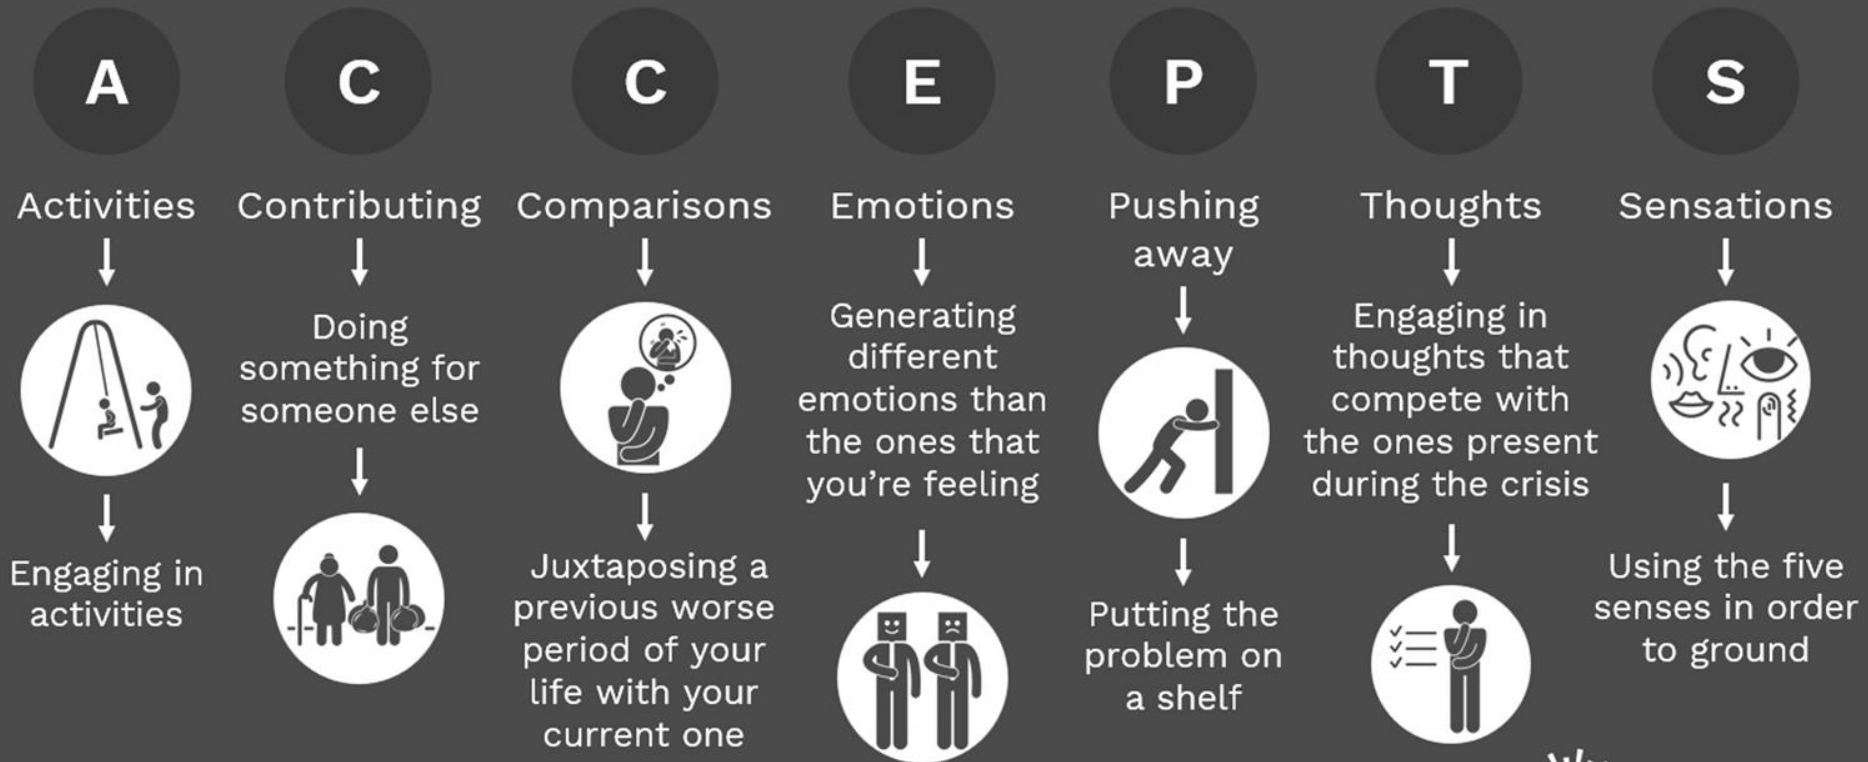 A
C
C
E
P
T
S
Activities
Contributing
Comparisons
Emotions
Pushing
away
Thoughts
Sensations
Engaging in
activities
Doing
something for
someone else
Juxtaposing a
previous worse
period of your
life with your
current one
Generating
different
emotions than
the ones that
you're feeling
Putting the
problem on
a shelf
Engaging in
thoughts that
compete with
the ones present
during the crisis
Using the five
senses in order
to ground